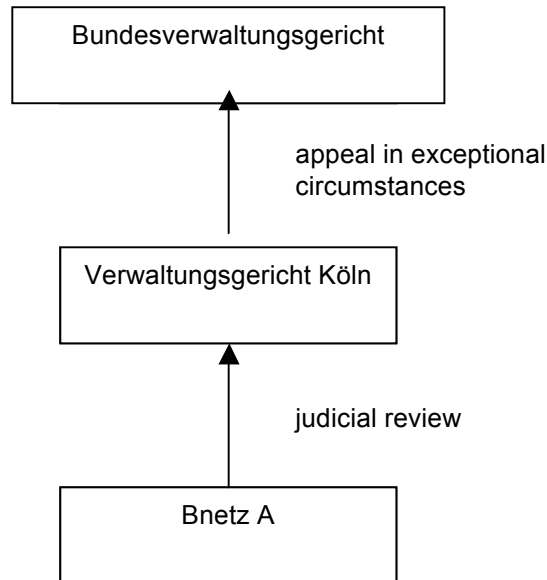 Bundesverwaltungsgericht
appeal in exceptional
circumstances
Verwaltungsgericht Köln
judicial review
Bnetz A